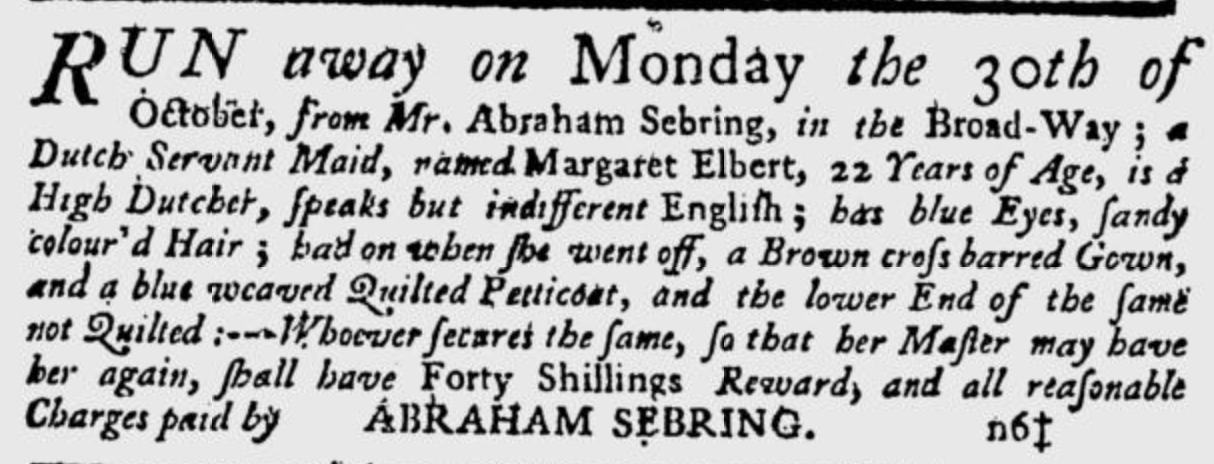 RUN away on Monday the 30th of
October, from Mr. Abraham Sebring, in the Broad-Way ; a
Dutch Servant Maid, named Margaret Elbert, 22 Years of Age, is a
High Dutcher, ſpeaks but indifferent Engliſh ; has blue Eyes, ſandy
colour'd Hair ; had on when ſhe went off, a Brown croſs barred Gown,
and a blue weaved Quilted Petticoat, and the lower End of the ſame
not Quilted :---Whoever ſecures the ſame, ſo that her Maſter may have
her again, ſhall have Forty Shillings Reward, and all reaſonable
Charges paid by ABRAHAM SEBRING. n6‡